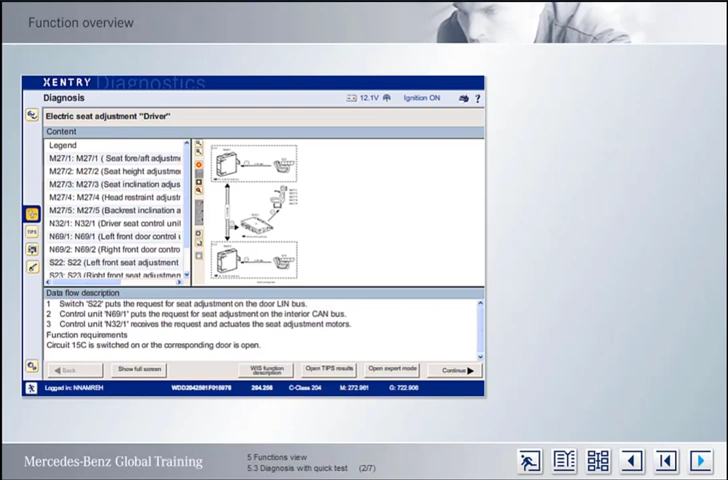 Function overview
XENTRY Diagnostics
Diagnosis
12.1V
Ignition ON
?
Electric seat adjustment "Driver"
Content
Legend
M27/1: M27/1 ( Seat fore/aft adjustme
M27/2: M27/2 (Seat height adjustme
M27/3: M27/3 (Seat inclination adjus
M27/4: M27/4 (Head restraint adjustr
M27/5: M27/5 (Backrest inclination a
N32/1: N32/1 (Driver seat control unit
N69/1: N69/1 (Left front door control u
N69/2: N69/2 (Right front door contro
S22: S22 (Left front seat adjustment
S23: S23 (Right front seat adjustmen
Data flow description
1 Switch 'S22' puts the request for seat adjustment on the door LIN bus.
2 Control unit 'N69/1' puts the request for seat adjustment on the interior CAN bus.
3 Control unit 'N32/1' receives the request and actuates the seat adjustment motors.
Function requirements
Circuit 15C is switched on or the corresponding door is open.
TIPS
Back
Show full screen
WIS function description
Open TIPS results
Open expert mode
Continue
Logged in: NNAMREH
204.256
C-Class 204
M: 272.961
G: 722.906
Mercedes-Benz Global Training
5 Functions view
5.3 Diagnosis with quick test (2/7)